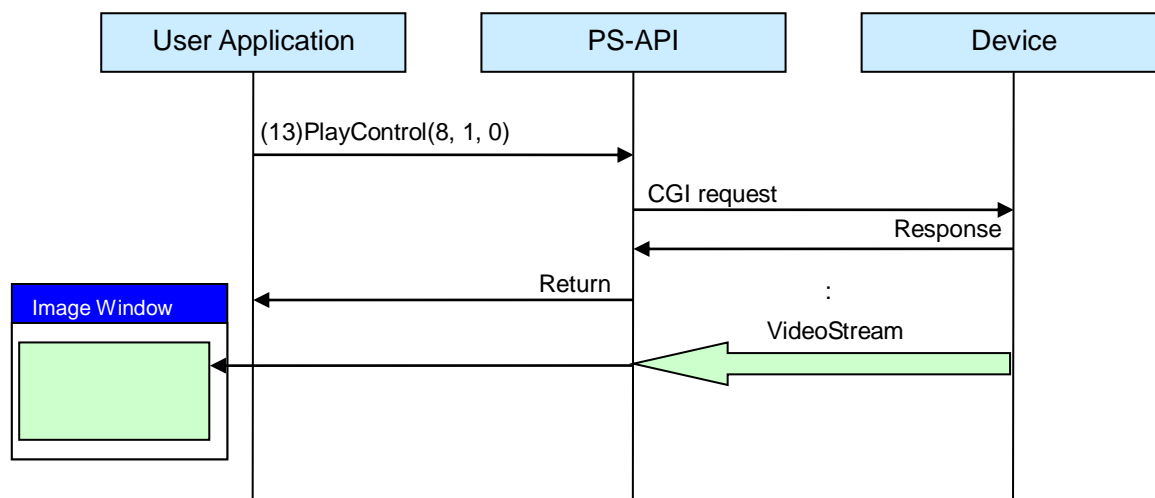 User Application
PS-API
Device
(13)PlayControl(8, 1, 0)
CGI request
Response
Return
:
Image Window
VideoStream